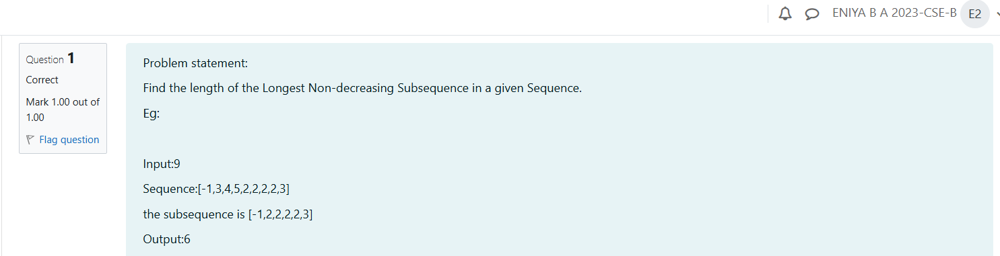 ENIYA B A 2023-CSE-B E2
Question 1
Correct
Mark 1.00 out of
1.00
Flag question
Problem statement:
Find the length of the Longest Non-decreasing Subsequence in a given Sequence.
Eg:
Input:9
Sequence:[-1,3,4,5,2,2,2,2,3]
the subsequence is [-1,2,2,2,2,3]
Output:6